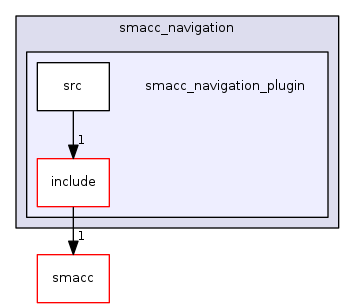 smacc_navigation
src
smacc_navigation_plugin
1
include
1
smacc